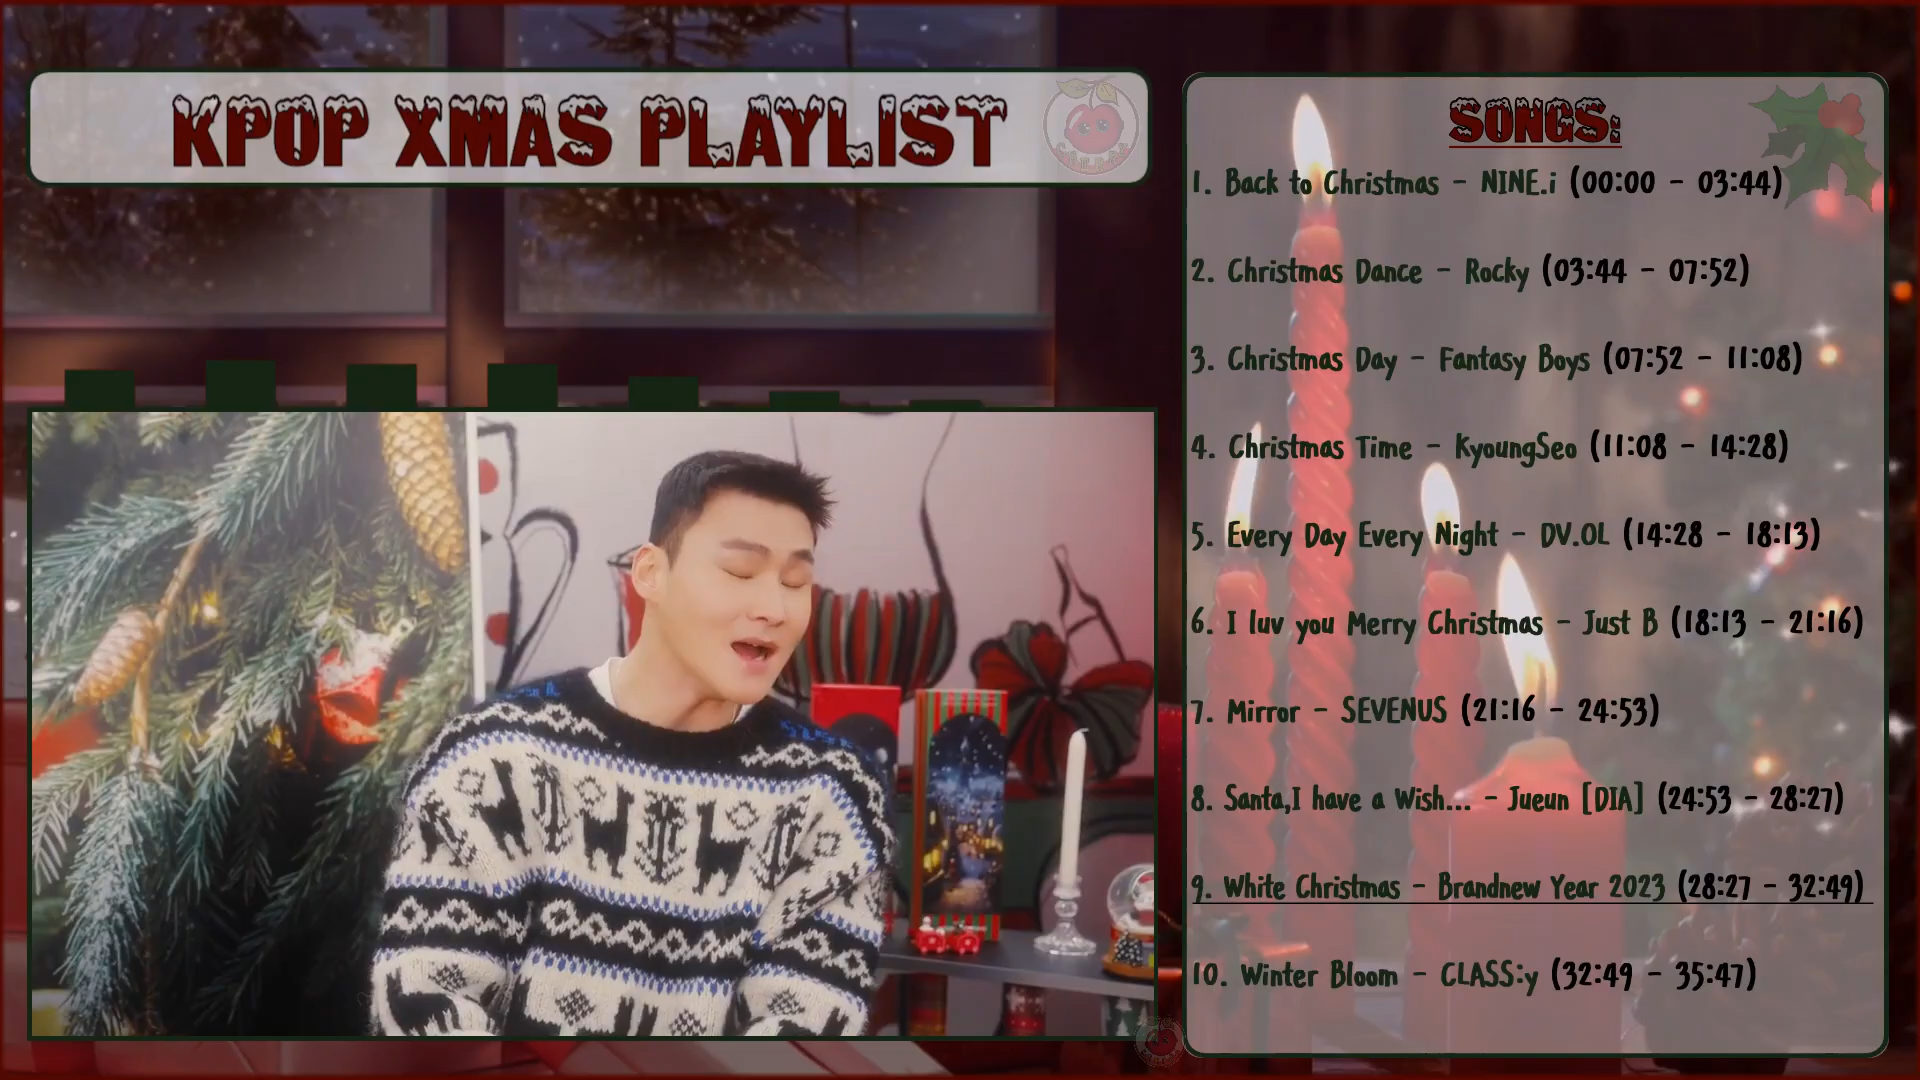 KPOP XMAS PLAYLIST
SONGS:
1. Back to Christmas - NINE.i (00:00 - 03:44)
2. Christmas Dance - Rocky (03:44 - 07:52)
3. Christmas Day - Fantasy Boys (07:52 - 11:08)
4. Christmas Time - KyoungSeo (11:08 - 14:28)
5. Every Day Every Night - DV.OL (14:28 - 18:13)
6. I luv you Merry Christmas - Just B (18:13 - 21:16)
7. Mirror - SEVENUS (21:16 - 24:53)
8. Santa,I have a Wish... - Jueun [DIA] (24:53 - 28:27)
9. White Christmas - Brandnew Year 2023 (28:27 - 32:49)
10. Winter Bloom - CLASS:y (32:49 - 35:47)